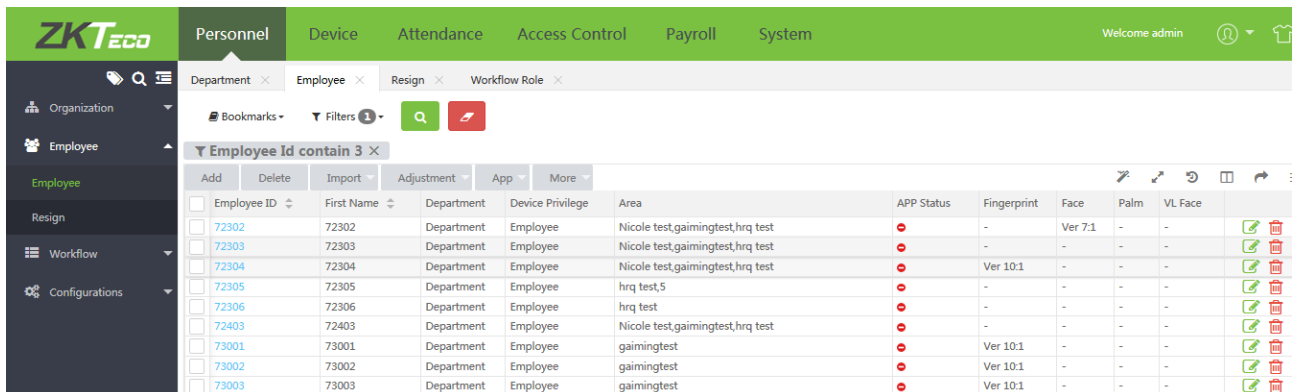 ZKTeco Personnel Device Attendance Access Control Payroll System Welcome admin
Department Employee Resign Workflow Role
Organization
Bookmarks Filters 1
Employee
Employee Id contain 3
Add Delete Import Adjustment App More
Employee
Employee ID First Name Department Device Privilege Area APP Status Fingerprint Face Palm VL Face
Resign
72302 72302 Department Employee Nicole test,gaimingtest,hrq test - Ver 7:1 - -
72303 72303 Department Employee Nicole test,gaimingtest,hrq test - - - -
Workflow
72304 72304 Department Employee Nicole test,gaimingtest,hrq test Ver 10:1 - - -
72305 72305 Department Employee hrq test,5 - - - -
Configurations
72306 72306 Department Employee hrq test - - - -
72403 72403 Department Employee Nicole test,gaimingtest,hrq test - - - -
73001 73001 Department Employee gaimingtest Ver 10:1 - - -
73002 73002 Department Employee gaimingtest Ver 10:1 - - -
73003 73003 Department Employee gaimingtest Ver 10:1 - - -